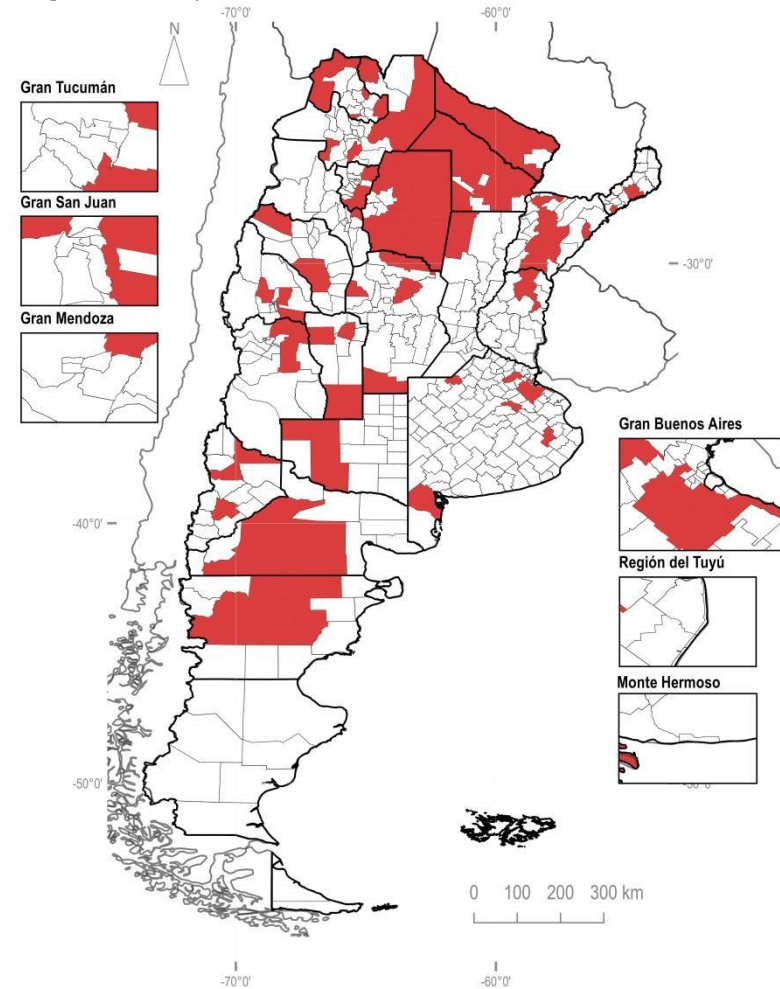 -70°0'
-60°0'
N
Gran Tucumán
Gran San Juan
Gran Mendoza
-30°0'
Gran Buenos Aires
-40°0'
Región del Tuyú
Monte Hermoso
-50°0'
0 100 200 300 km
-70°0'
-60°0'